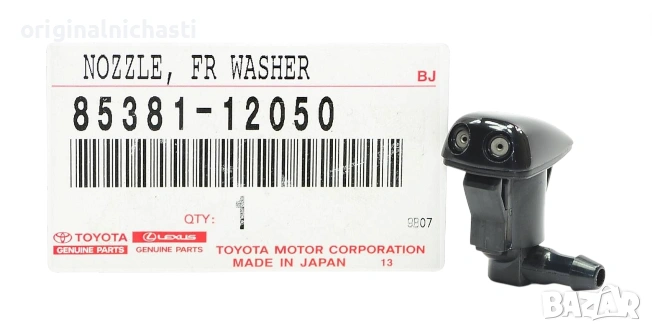 originalnichasti
NOZZLE, FR WASHER
BJ
85381-12050
QTY: 1
9B07
TOYOTA
GENUINE PARTS
LEXUS
GENUINE PARTS
TOYOTA MOTOR CORPORATION
MADE IN JAPAN 13
BAZAR